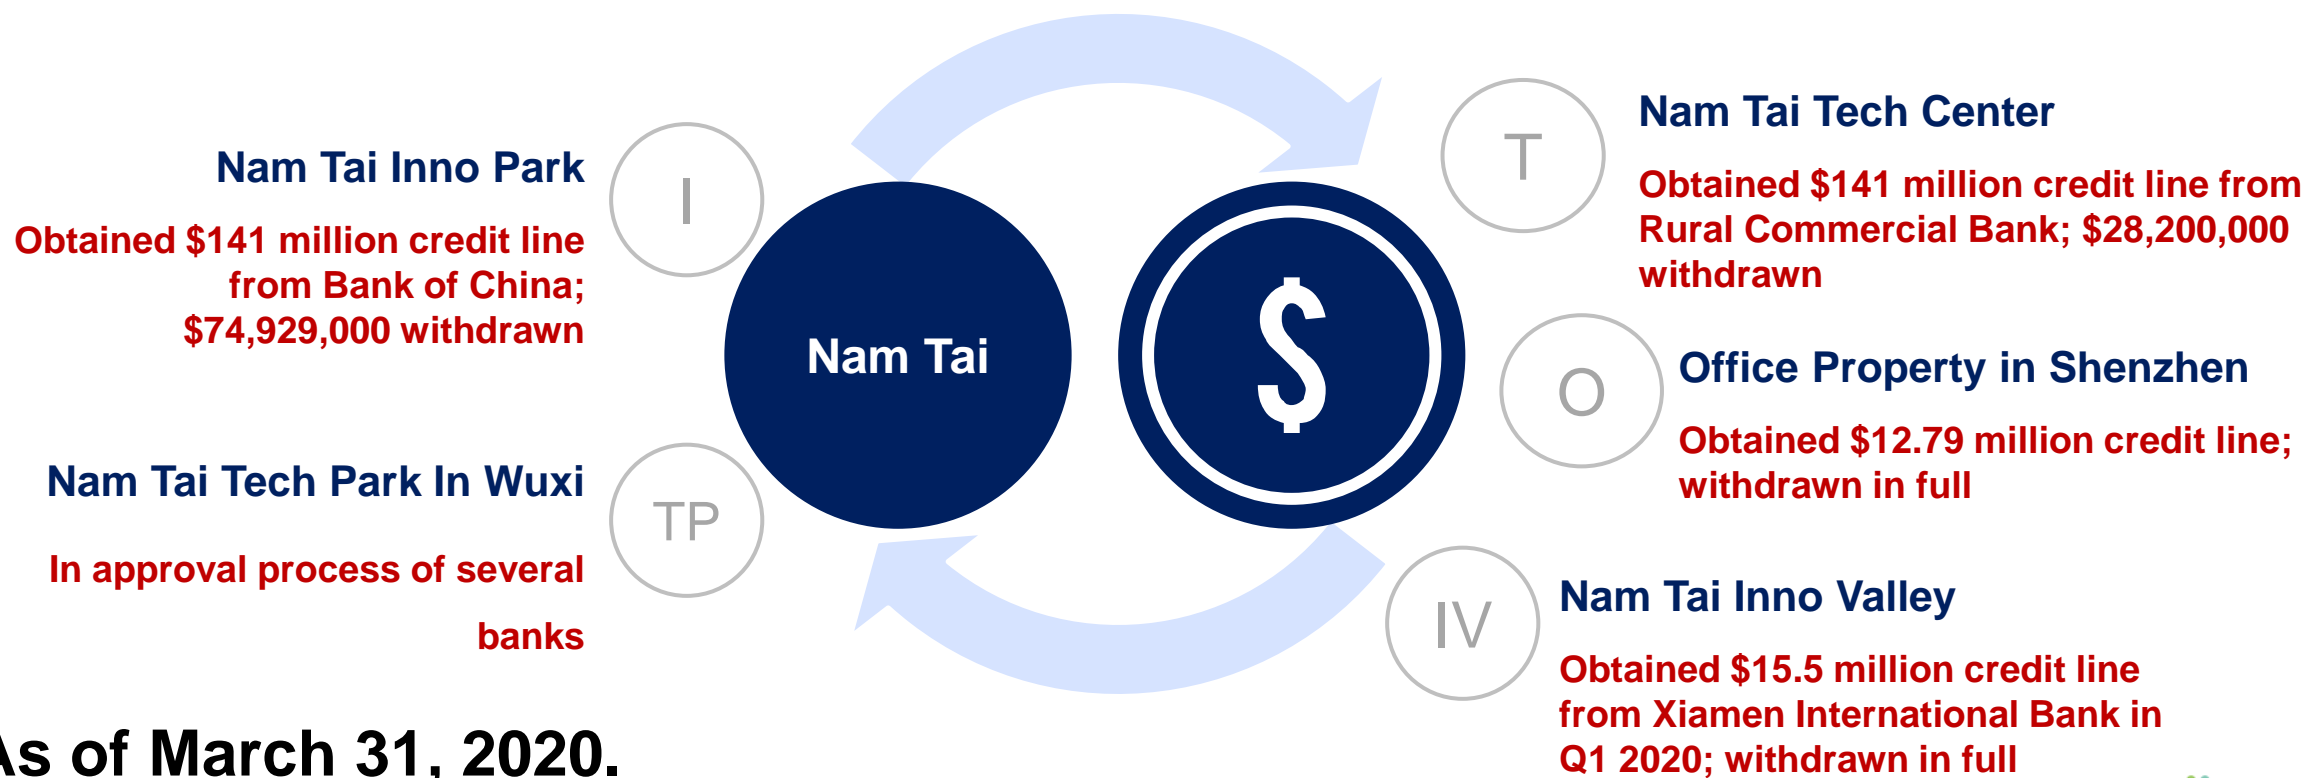 Nam Tai Inno Park
I
Obtained $141 million credit line
from Bank of China;
$74,929,000 withdrawn
Nam Tai Tech Park In Wuxi
TP
In approval process of several
banks
Nam Tai
$
T
Nam Tai Tech Center
Obtained $141 million credit line from
Rural Commercial Bank; $28,200,000
withdrawn
O
Office Property in Shenzhen
Obtained $12.79 million credit line;
withdrawn in full
IV
Nam Tai Inno Valley
Obtained $15.5 million credit line
from Xiamen International Bank in
Q1 2020; withdrawn in full
As of March 31, 2020.